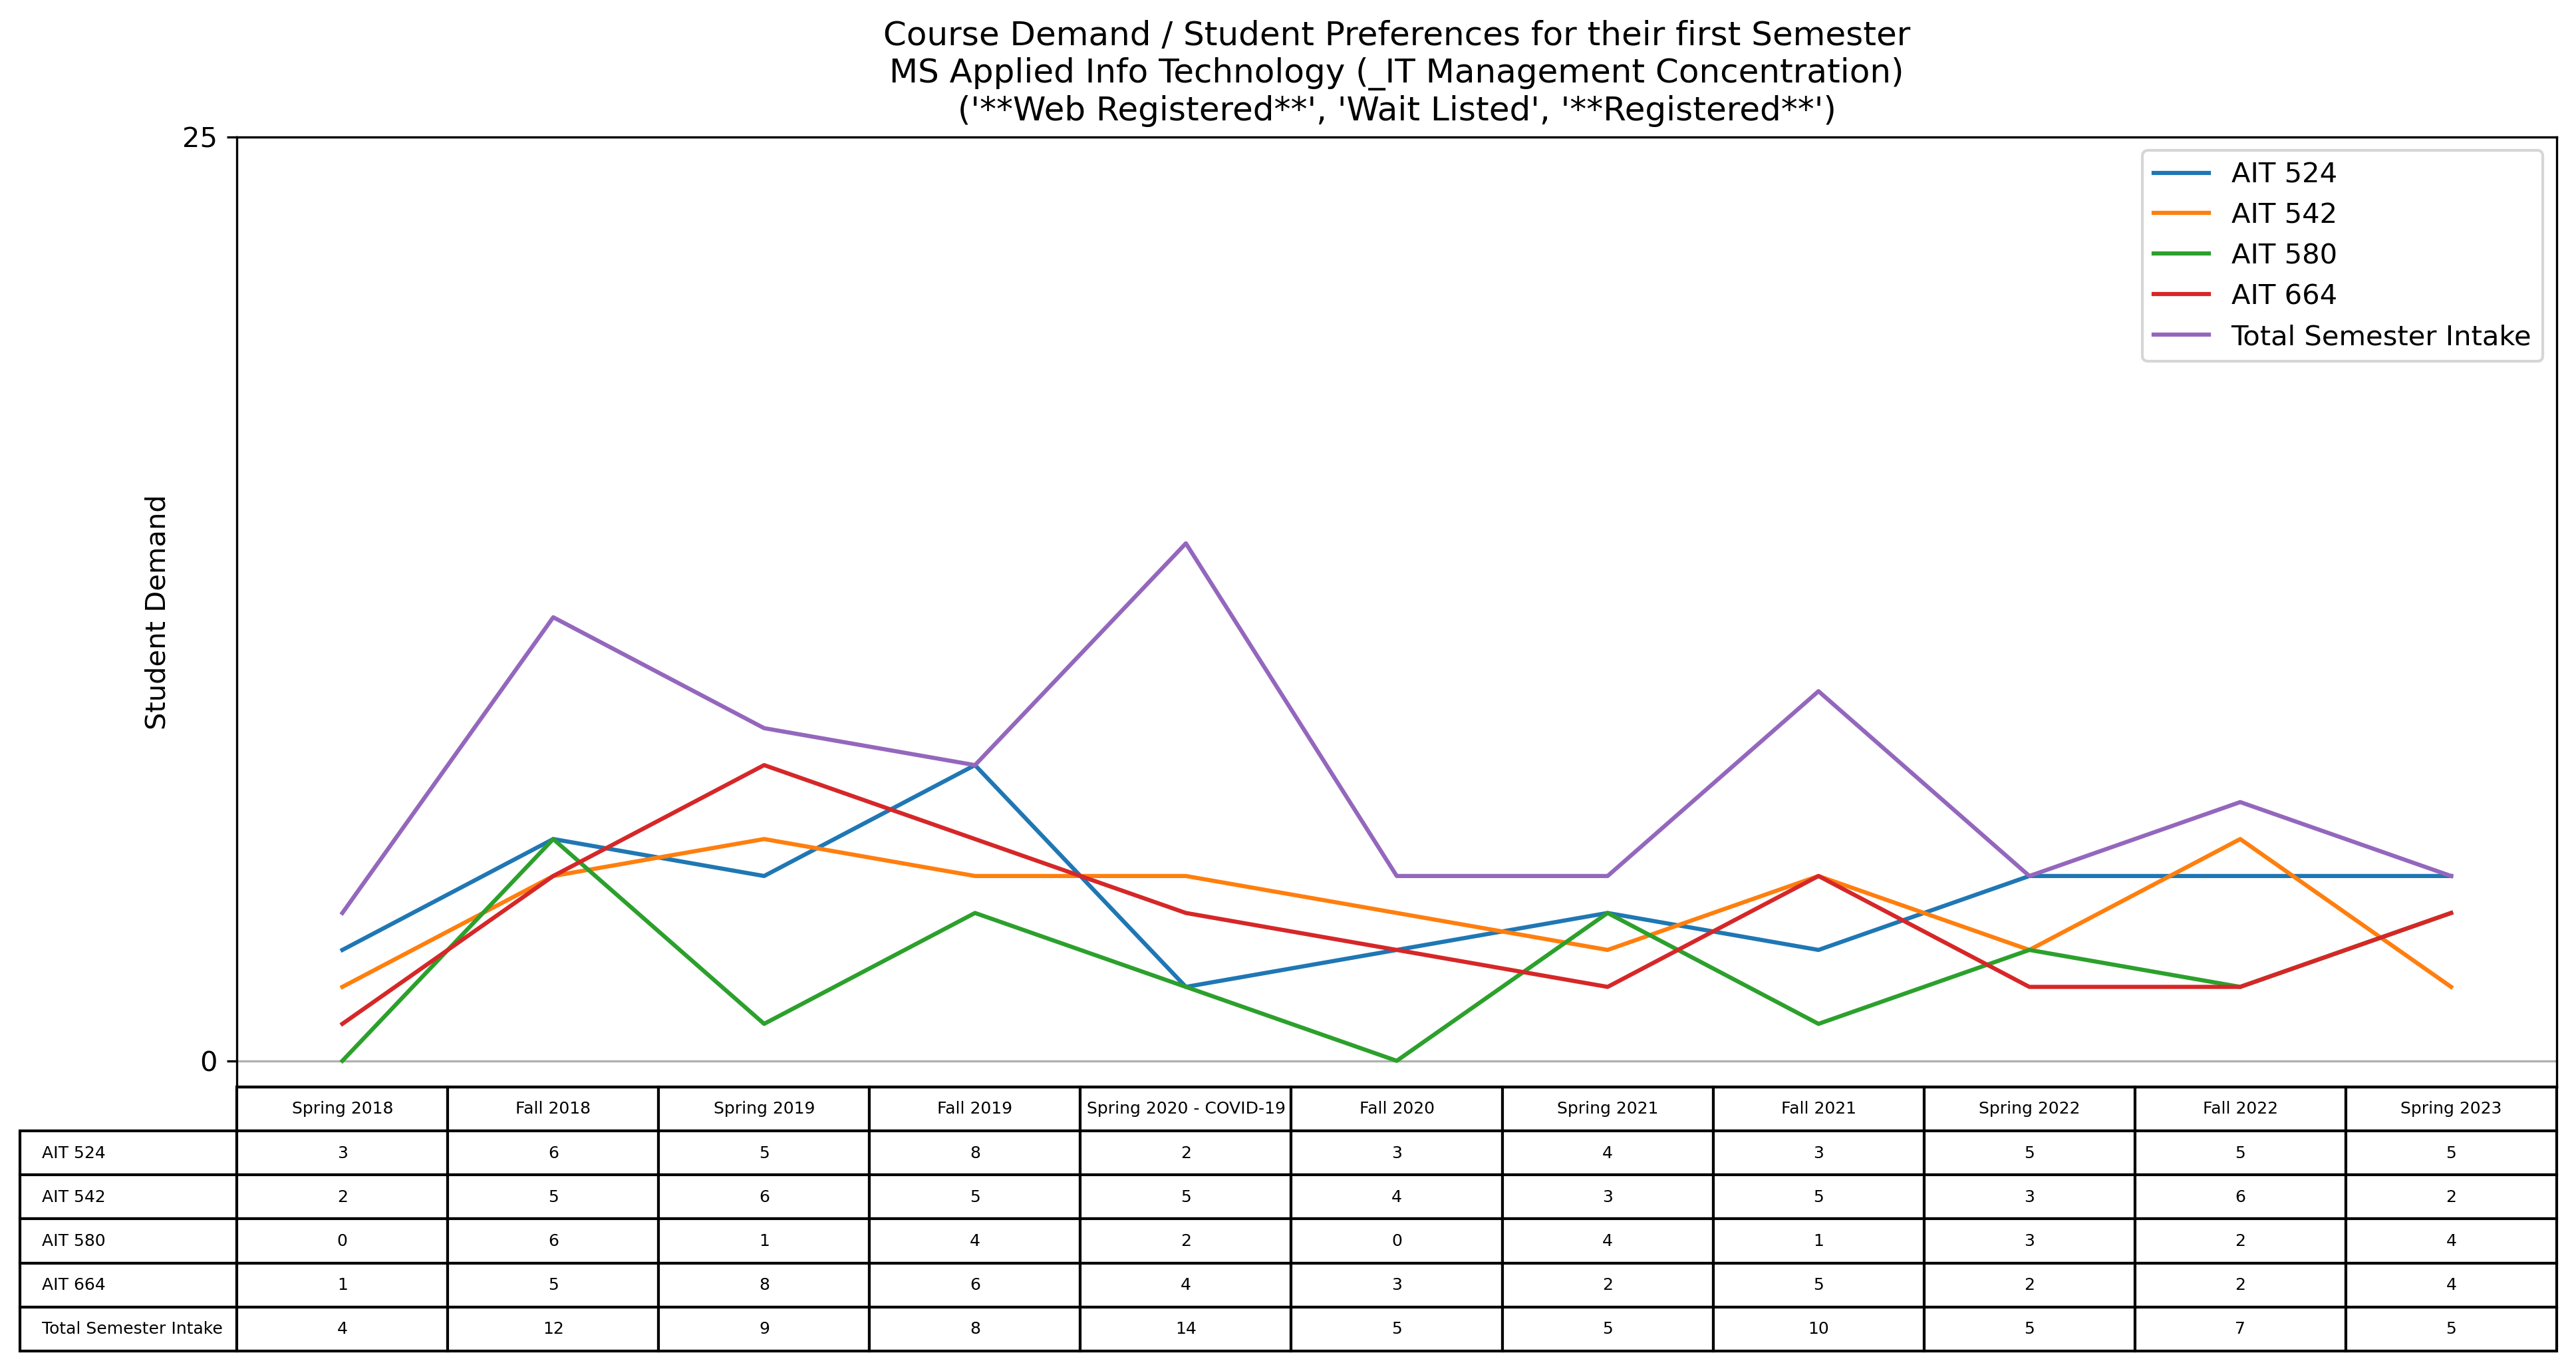 Course Demand / Student Preferences for their first Semester
MS Applied Info Technology (_IT Management Concentration)
('**Web Registered**', 'Wait Listed', '**Registered**')
25
AIT 524
AIT 542
AIT 580
AIT 664
Total Semester Intake
Student Demand
0
Spring 2018 Fall 2018 Spring 2019 Fall 2019 Spring 2020 - COVID-19 Fall 2020 Spring 2021 Fall 2021 Spring 2022 Fall 2022 Spring 2023
AIT 524 3 6 5 8 2 3 4 3 5 5 5
AIT 542 2 5 6 5 5 4 3 5 3 6 2
AIT 580 0 6 1 4 2 0 4 1 3 2 4
AIT 664 1 5 8 6 4 3 2 5 2 2 4
Total Semester Intake 4 12 9 8 14 5 5 10 5 7 5